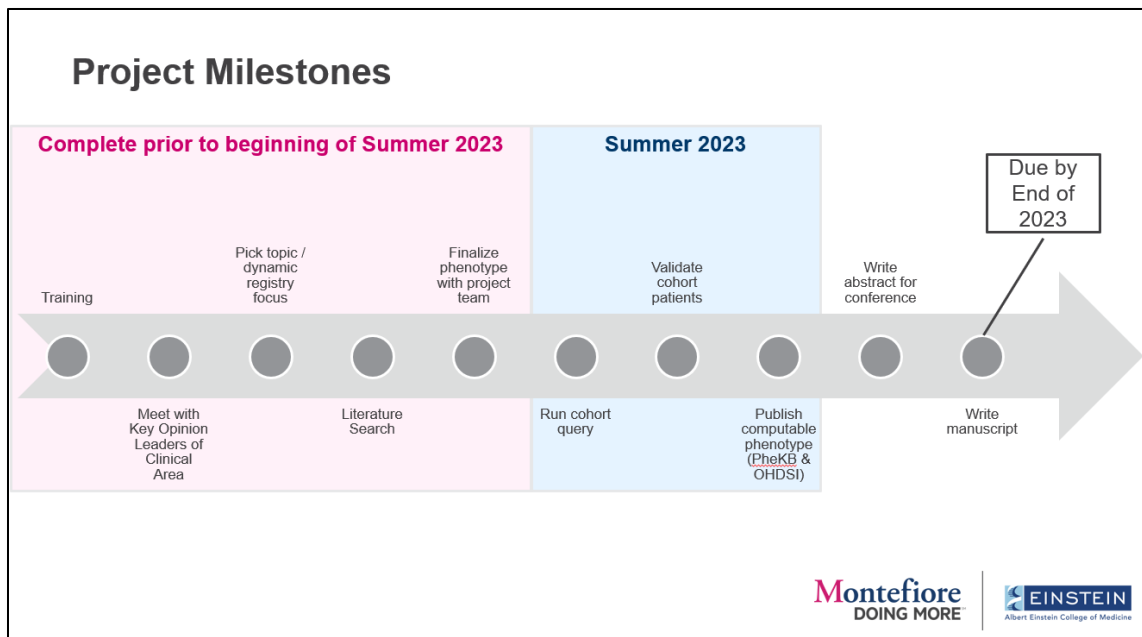 Project Milestones
Complete prior to beginning of Summer 2023
Summer 2023
Due by
End of
2023
Training
Pick topic /
dynamic
registry
focus
Finalize
phenotype
with project
team
Validate
cohort
patients
Write
abstract for
conference
Meet with
Key Opinion
Leaders of
Clinical
Area
Literature
Search
Run cohort
query
Publish
computable
phenotype
(PheKB &
OHDSI)
Write
manuscript
Montefiore
DOING MORE™
EINSTEIN
Albert Einstein College of Medicine